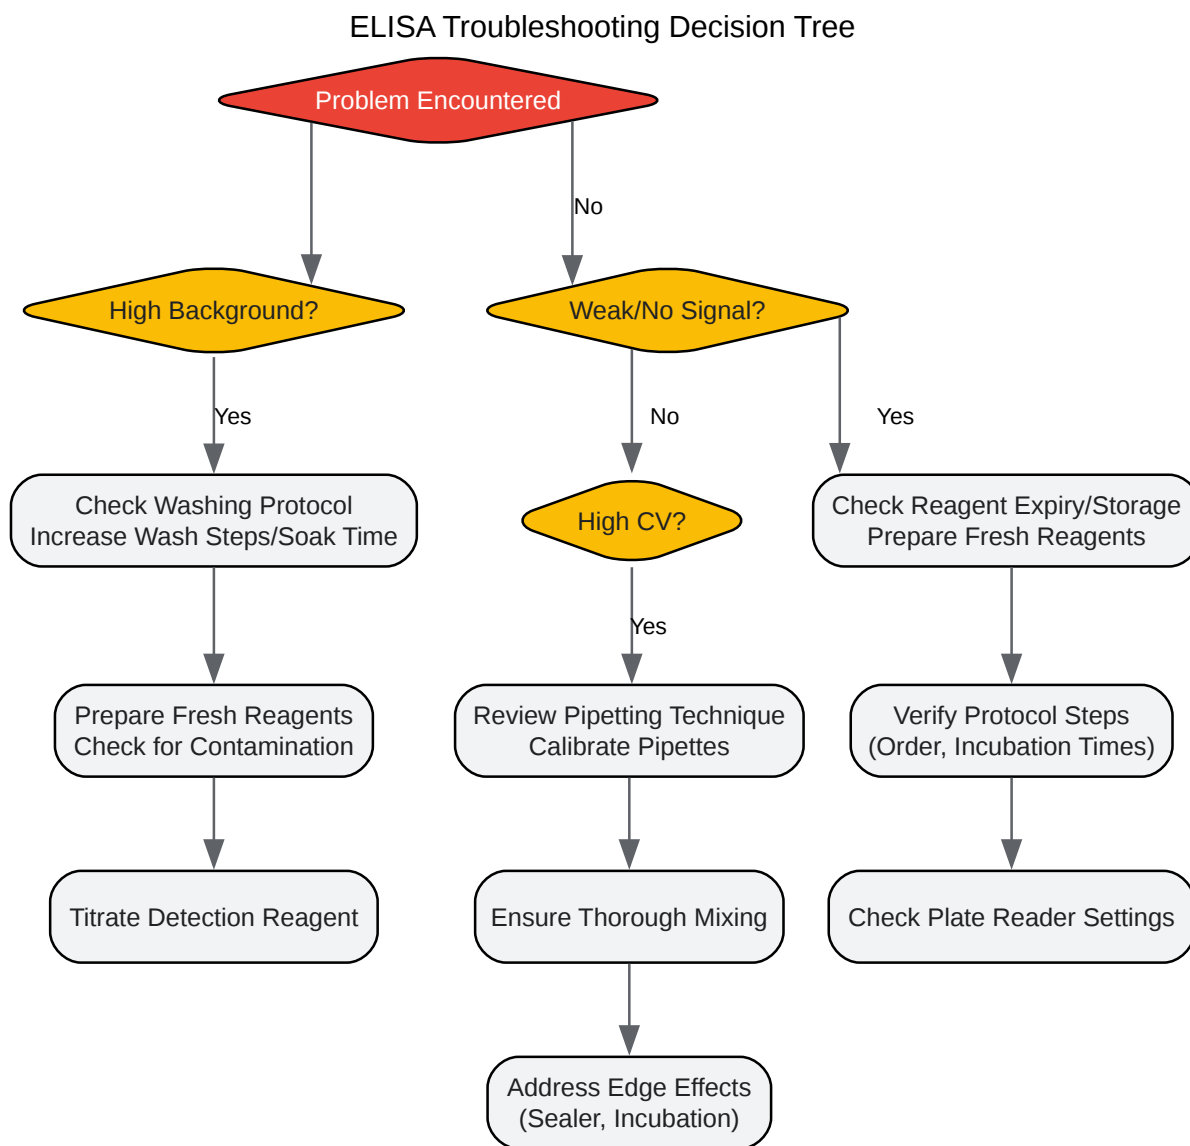 ELISA Troubleshooting Decision Tree
Problem Encountered
No
High Background?
Weak/No Signal?
Yes
No
Yes
Check Washing Protocol
Increase Wash Steps/Soak Time
High CV?
Check Reagent Expiry/Storage
Prepare Fresh Reagents
Yes
Prepare Fresh Reagents
Check for Contamination
Review Pipetting Technique
Calibrate Pipettes
Verify Protocol Steps
(Order, Incubation Times)
Titrate Detection Reagent
Ensure Thorough Mixing
Check Plate Reader Settings
Address Edge Effects
(Sealer, Incubation)